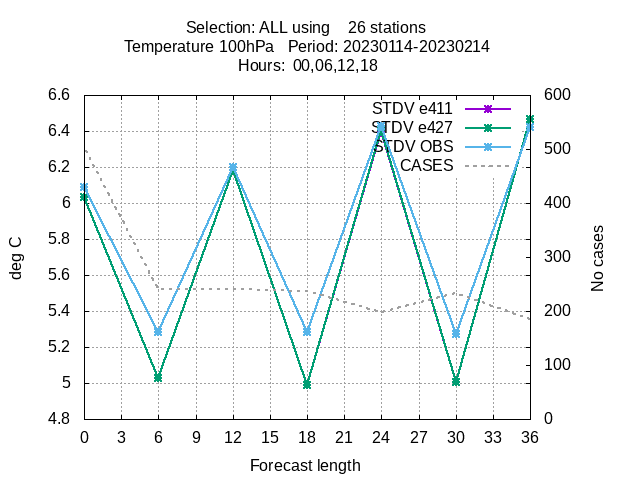 Selection: ALL using    26 stations
Temperature 100hPa   Period: 20230114-20230214
Hours:  00,06,12,18
6.6
6.4
6.2
6
5.8
5.6
5.4
5.2
5
4.8
600
500
400
300
200
100
0
deg C
No cases
STDV e411
STDV e427
STDV OBS
CASES
0 3 6 9 12 15 18 21 24 27 30 33 36
Forecast length